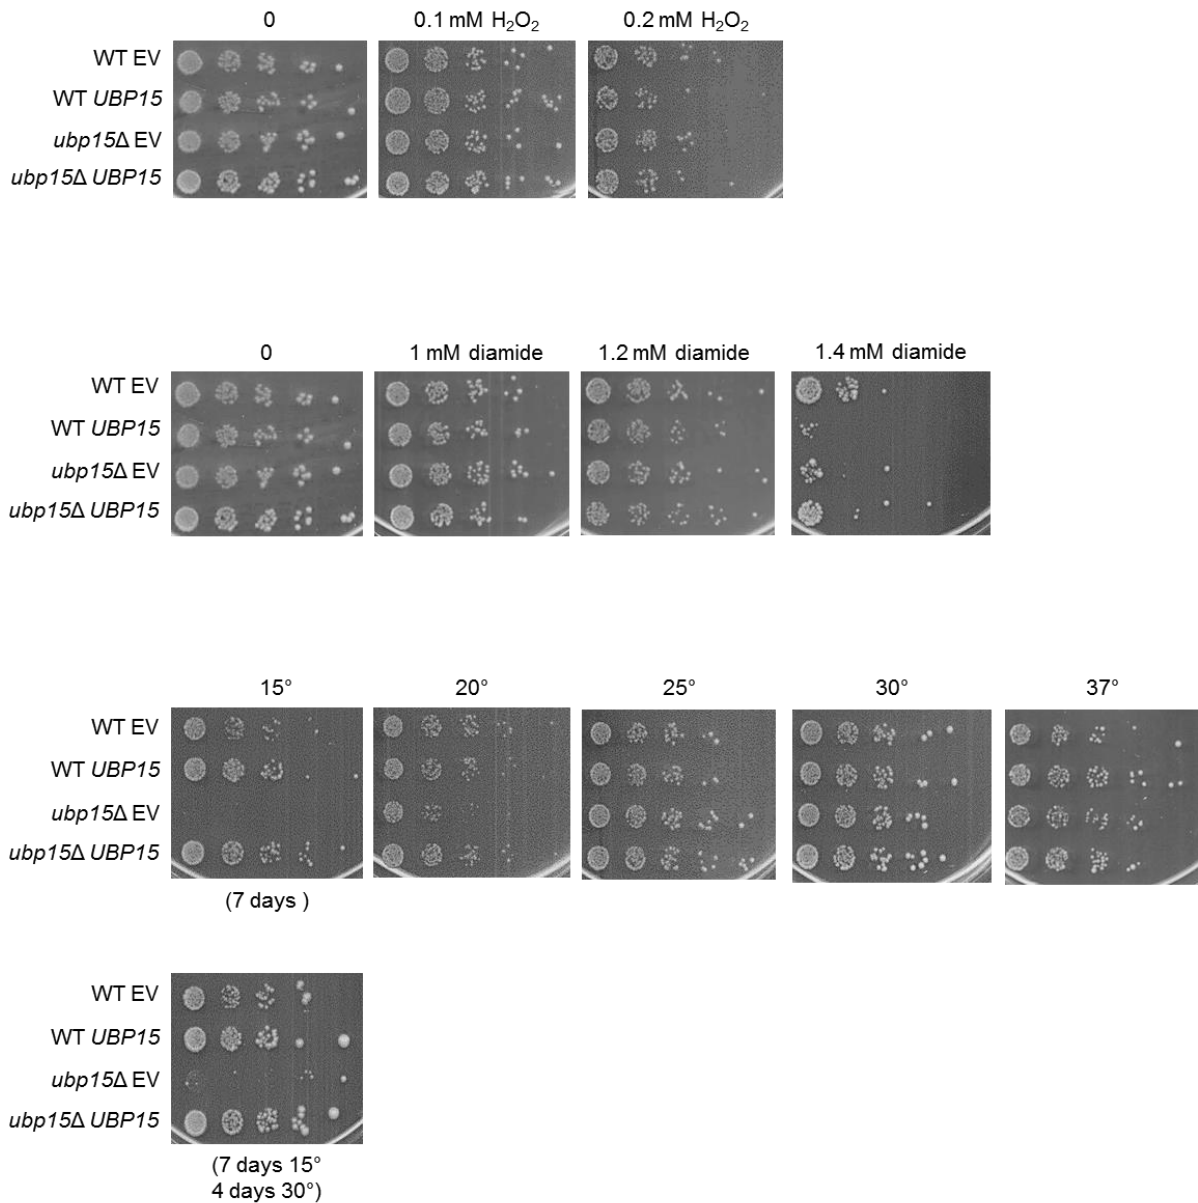 0 0.1 mM H₂O₂ 0.2 mM H₂O₂
WT EV
WT UBP15
ubp15Δ EV
ubp15Δ UBP15
0 1 mM diamide 1.2 mM diamide 1.4 mM diamide
WT EV
WT UBP15
ubp15Δ EV
ubp15Δ UBP15
15° 20° 25° 30° 37°
WT EV
WT UBP15
ubp15Δ EV
ubp15Δ UBP15
(7 days )
WT EV
WT UBP15
ubp15Δ EV
ubp15Δ UBP15
(7 days 15°
4 days 30°)